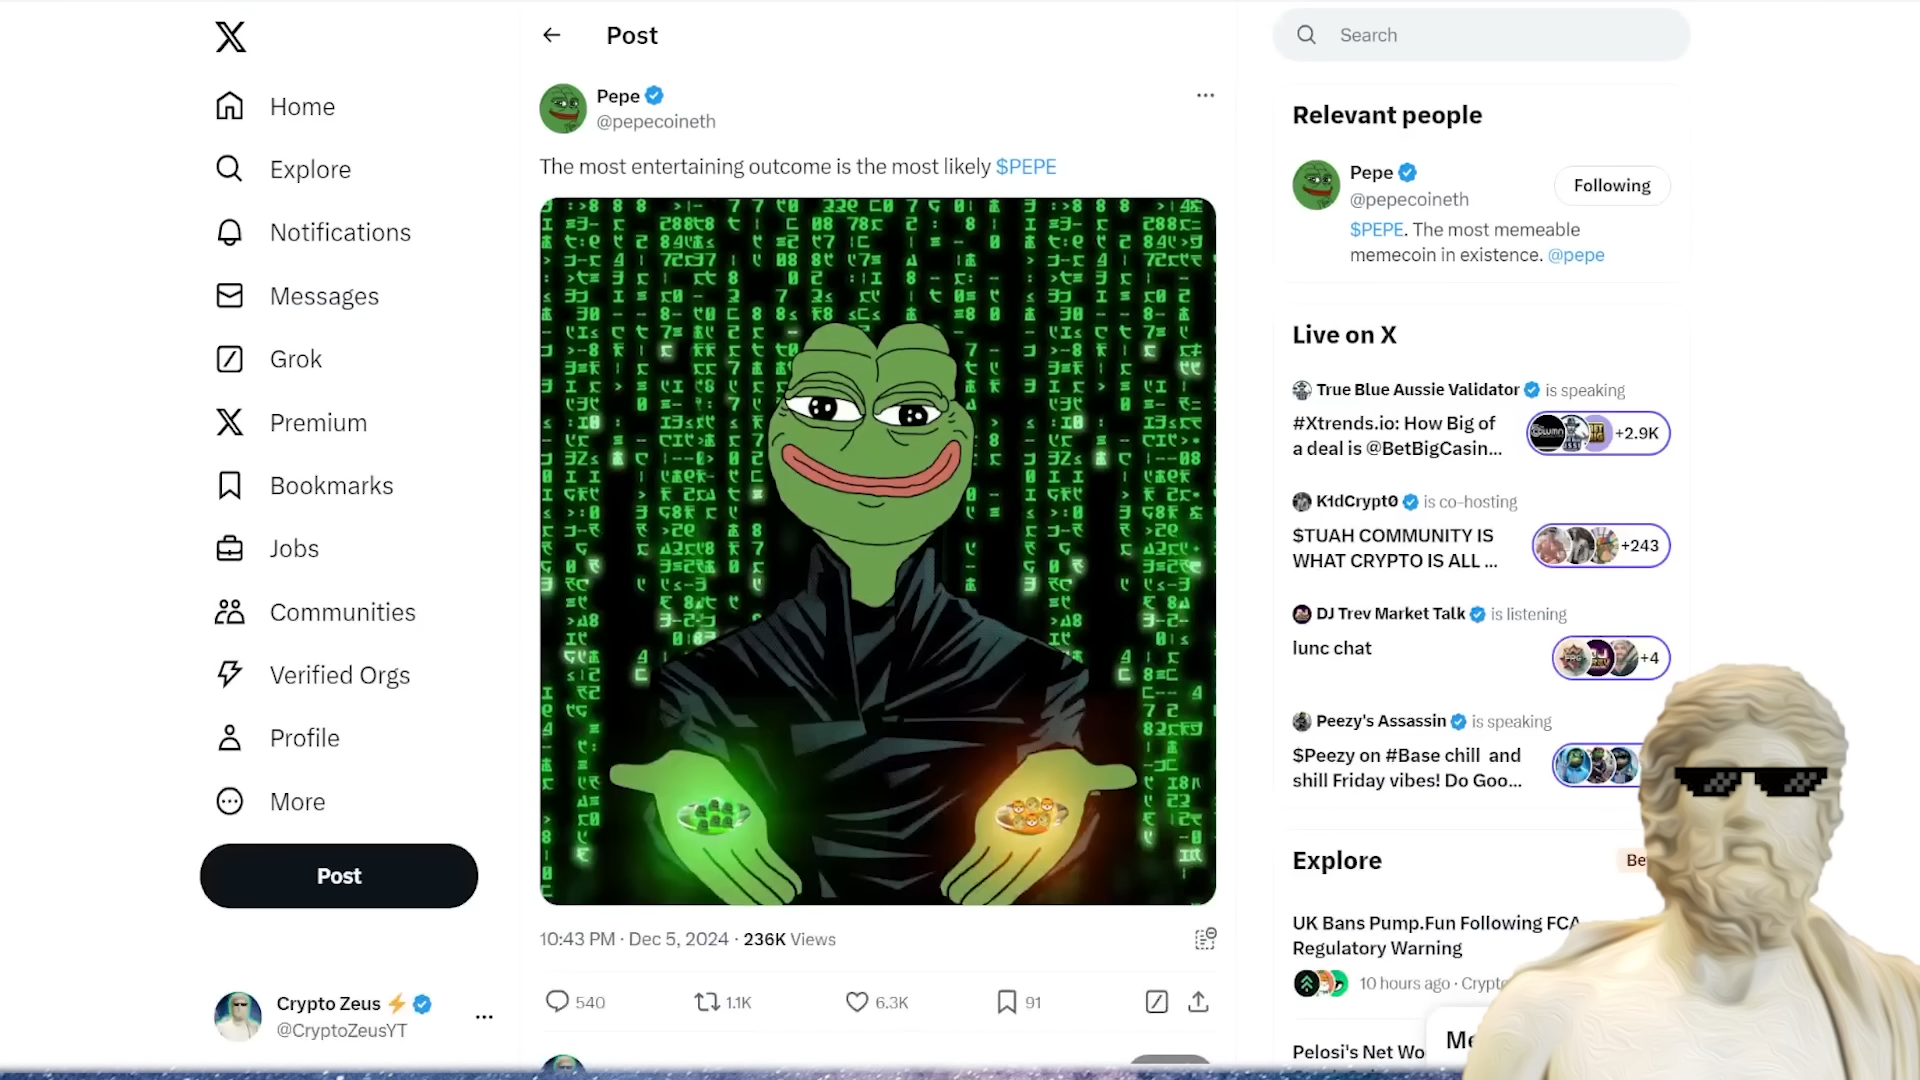 Home
Explore
Notifications
Messages
Grok
Premium
Bookmarks
Jobs
Communities
Verified Orgs
Profile
More
Post
Crypto Zeus
@CryptoZeusYT
Post
Pepe
@pepecoineth
The most entertaining outcome is the most likely $PEPE
10:43 PM · Dec 5, 2024 · 236K Views
540
1.1K
6.3K
91
Search
Relevant people
Pepe
@pepecoineth
Following
$PEPE. The most memeable
memecoin in existence. @pepe
Live on X
True Blue Aussie Validator is speaking
#Xtrends.io: How Big of
a deal is @BetBigCasin...
+2.9K
K1dCrypt0 is co-hosting
$TUAH COMMUNITY IS
WHAT CRYPTO IS ALL ...
+243
DJ Trev Market Talk is listening
lunc chat
+4
Peezy's Assassin is speaking
$Peezy on #Base chill and
shill Friday vibes! Do Goo...
Explore
Be
UK Bans Pump.Fun Following FCA
Regulatory Warning
10 hours ago · Crypto
Pelosi's Net Wo
Me